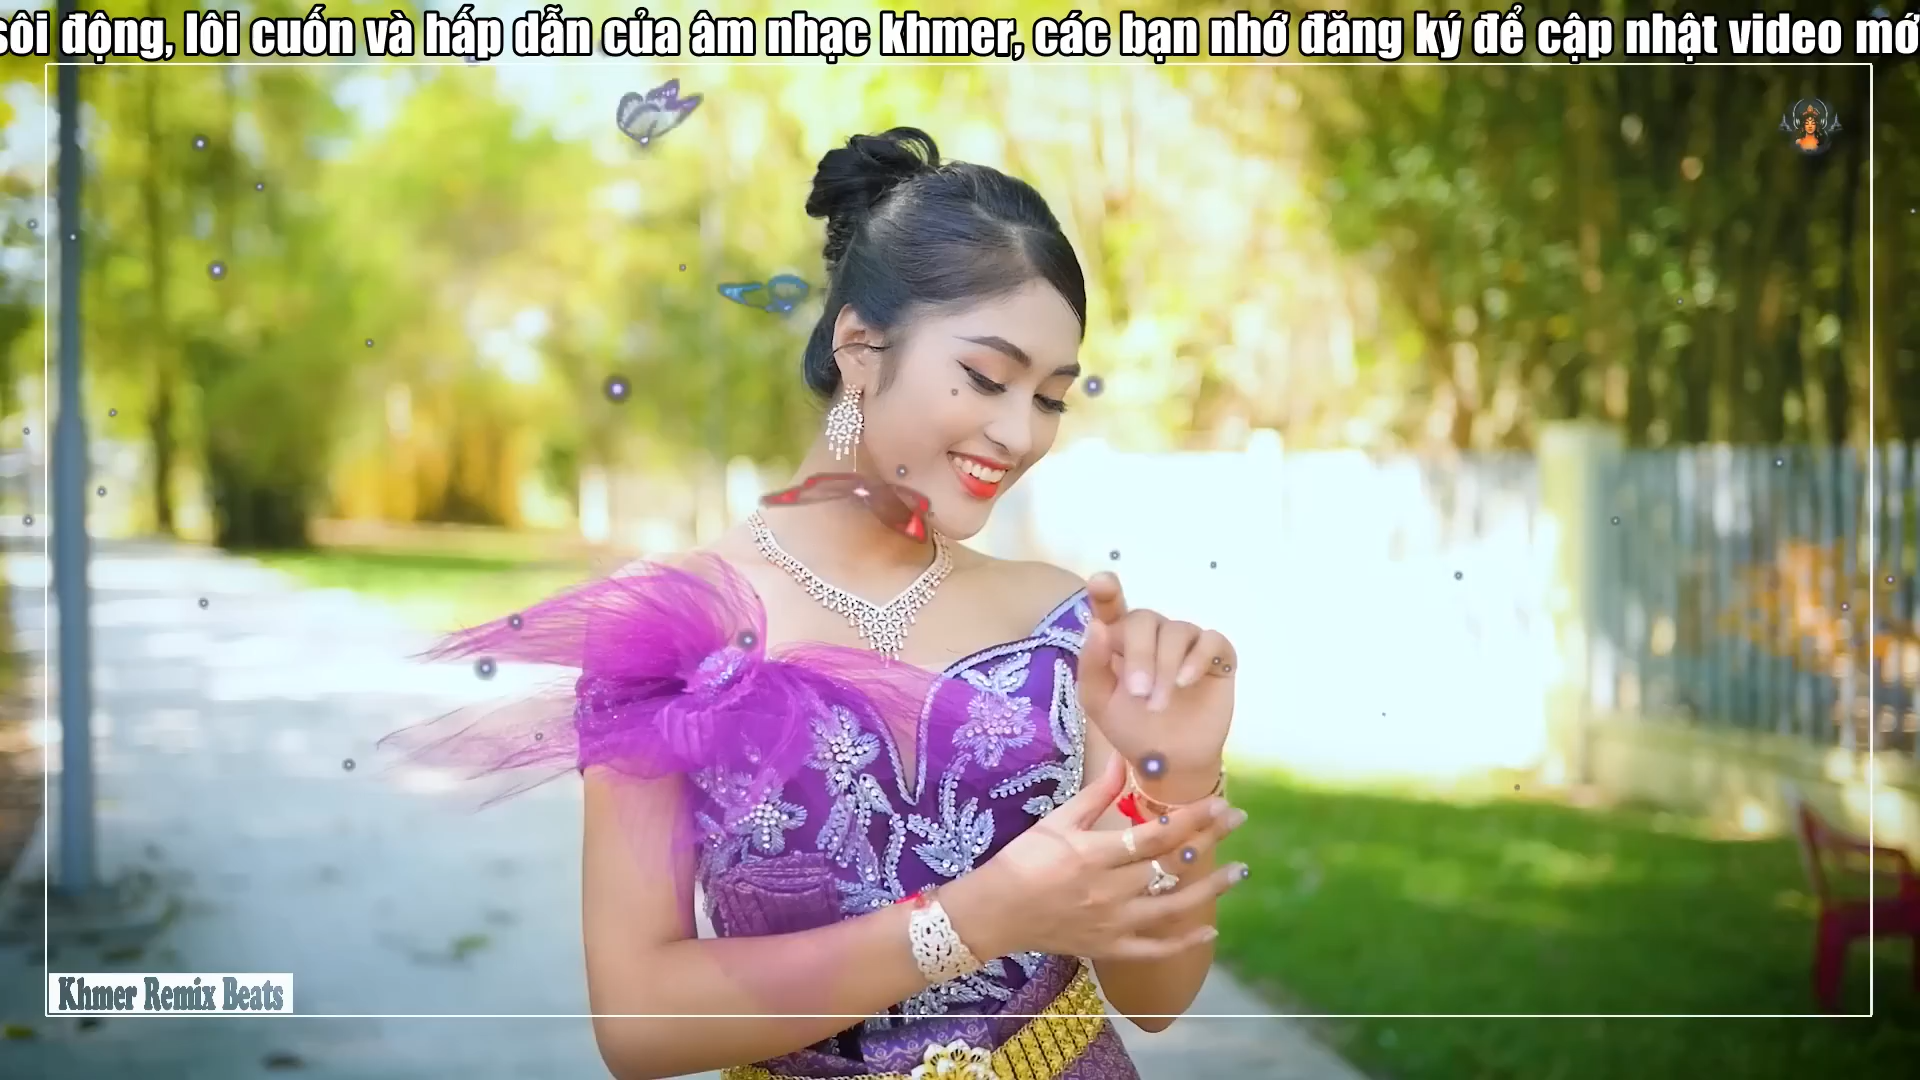 sôi động, lôi cuốn và hấp dẫn của âm nhạc khmer, các bạn nhớ đăng ký để cập nhật video mớ
Khmer Remix Beats